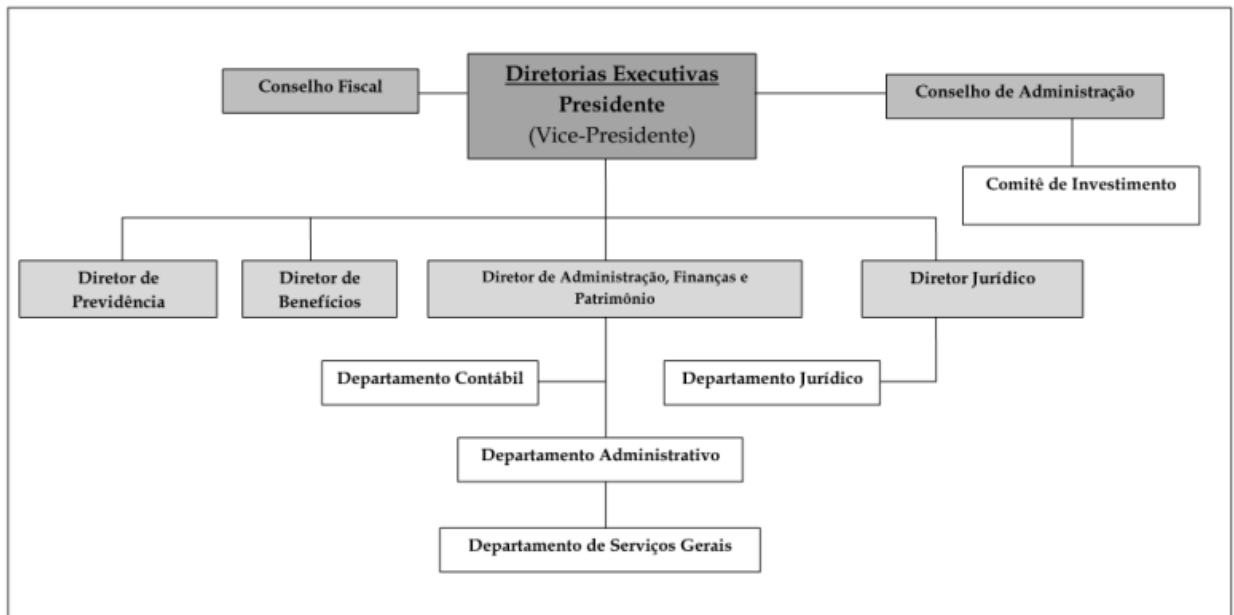 Diretorias Executivas
Presidente
(Vice-Presidente)
Conselho Fiscal
Conselho de Administração
Comitê de Investimento
Diretor de
Previdência
Diretor de
Benefícios
Diretor de Administração, Finanças e
Patrimônio
Diretor Jurídico
Departamento Contábil
Departamento Jurídico
Departamento Administrativo
Departamento de Serviços Gerais